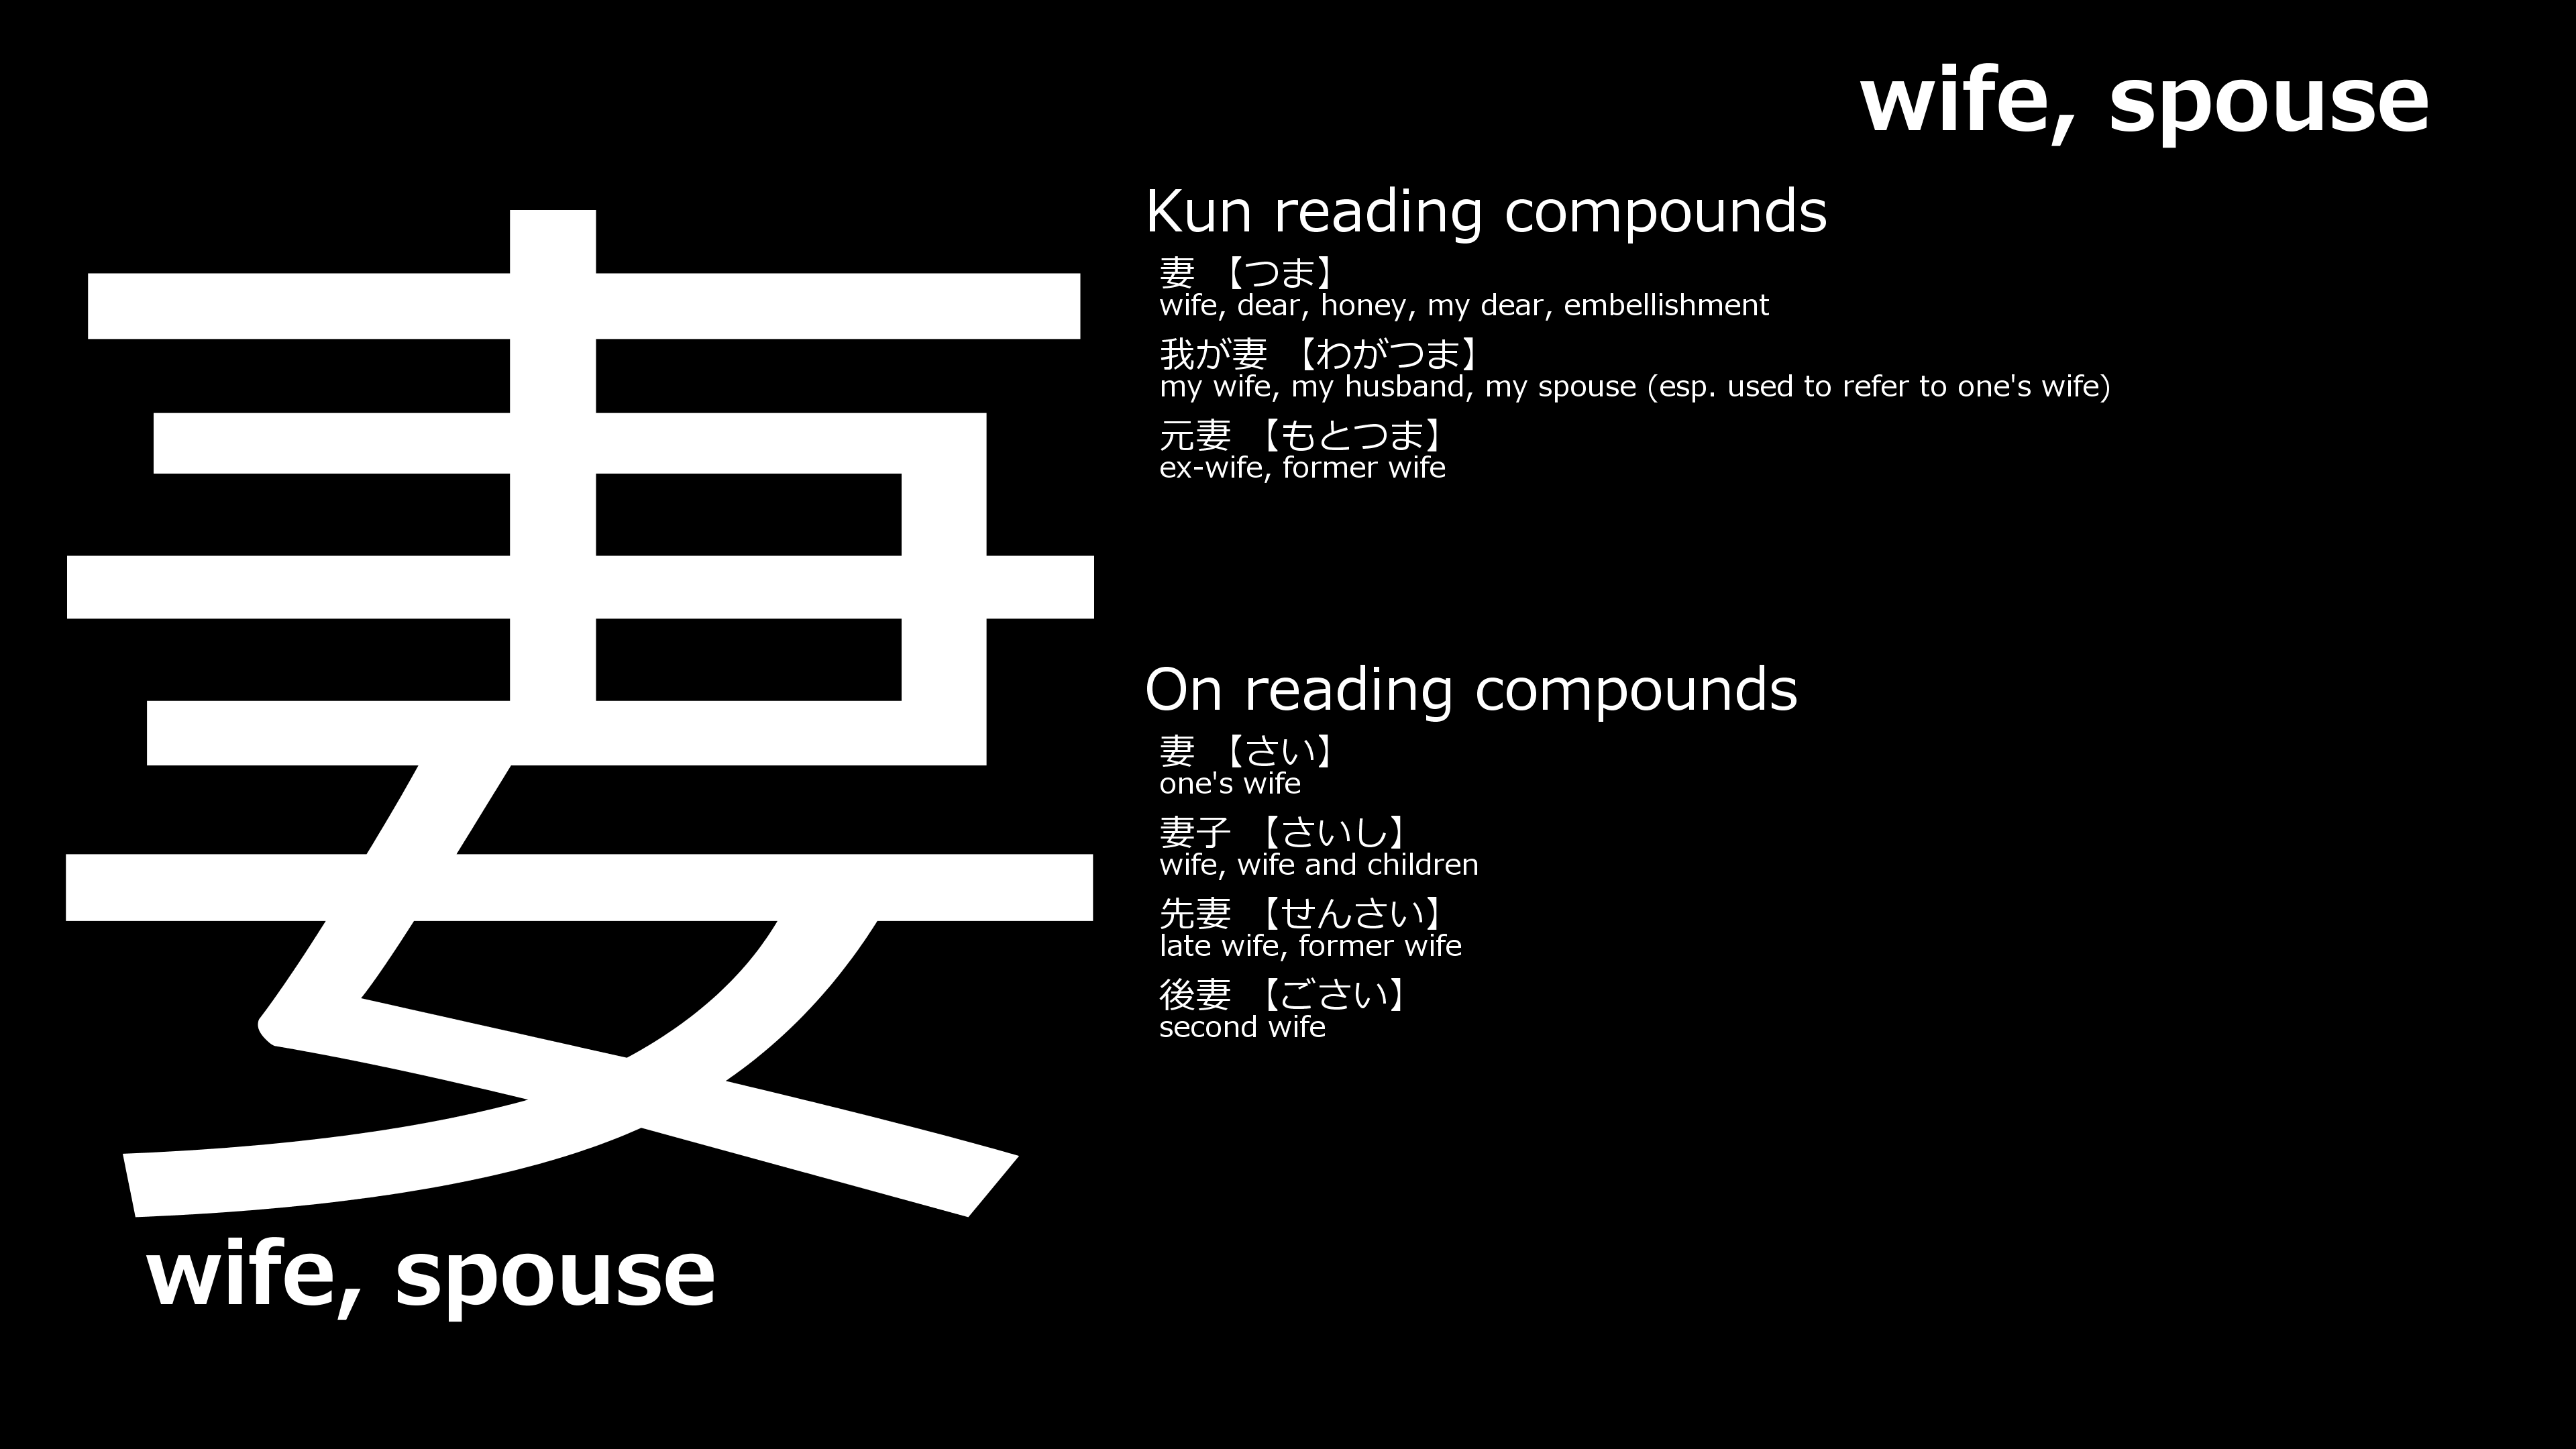 wife, spouse
妻
wife, spouse
Kun reading compounds
妻 【つま】
wife, dear, honey, my dear, embellishment
我が妻 【わがつま】
my wife, my husband, my spouse (esp. used to refer to one's wife)
元妻 【もとつま】
ex-wife, former wife
On reading compounds
妻 【さい】
one's wife
妻子 【さいし】
wife, wife and children
先妻 【せんさい】
late wife, former wife
後妻 【ごさい】
second wife